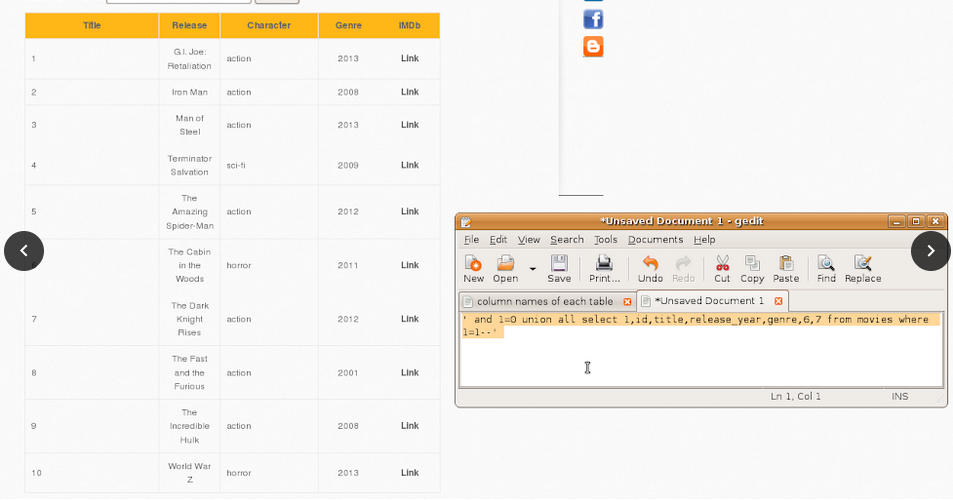 Title Release Character Genre IMDb
1 G.I. Joe: Retaliation action 2013 Link
2 Iron Man action 2008 Link
3 Man of Steel action 2013 Link
4 Terminator Salvation sci-fi 2009 Link
5 The Amazing Spider-Man action 2012 Link
The Cabin in the Woods horror 2011 Link
7 The Dark Knight Rises action 2012 Link
8 The Fast and the Furious action 2001 Link
9 The Incredible Hulk action 2008 Link
10 World War Z horror 2013 Link
*Unsaved Document 1 - gedit
File Edit View Search Tools Documents Help
New Open Save Print... Undo Redo Cut Copy Paste Find Replace
column names of each table *Unsaved Document 1
' and 1=0 union all select 1,id,title,release_year,genre,6,7 from movies where
1=1--'
Ln 1, Col 1 INS